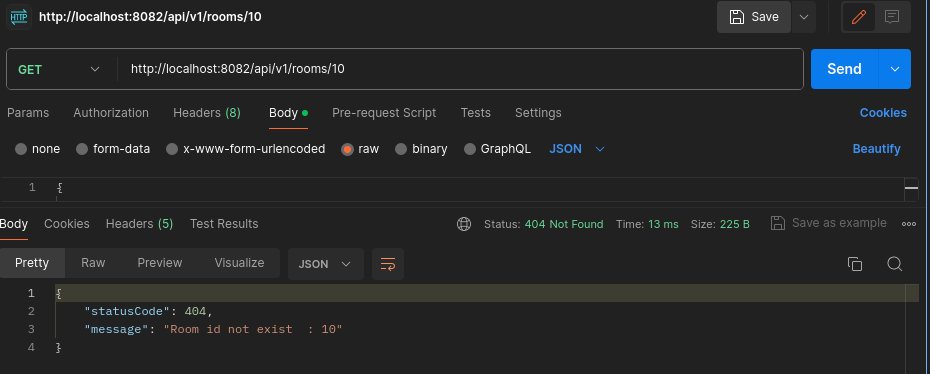 HTTP http://localhost:8082/api/v1/rooms/10 Save
GET http://localhost:8082/api/v1/rooms/10 Send
Params Authorization Headers (8) Body Pre-request Script Tests Settings Cookies
none form-data x-www-form-urlencoded raw binary GraphQL JSON Beautify
1 {
Body Cookies Headers (5) Test Results Status: 404 Not Found Time: 13 ms Size: 225 B Save as example
Pretty Raw Preview Visualize JSON
1 {
2 "statusCode": 404,
3 "message": "Room id not exist  : 10"
4 }